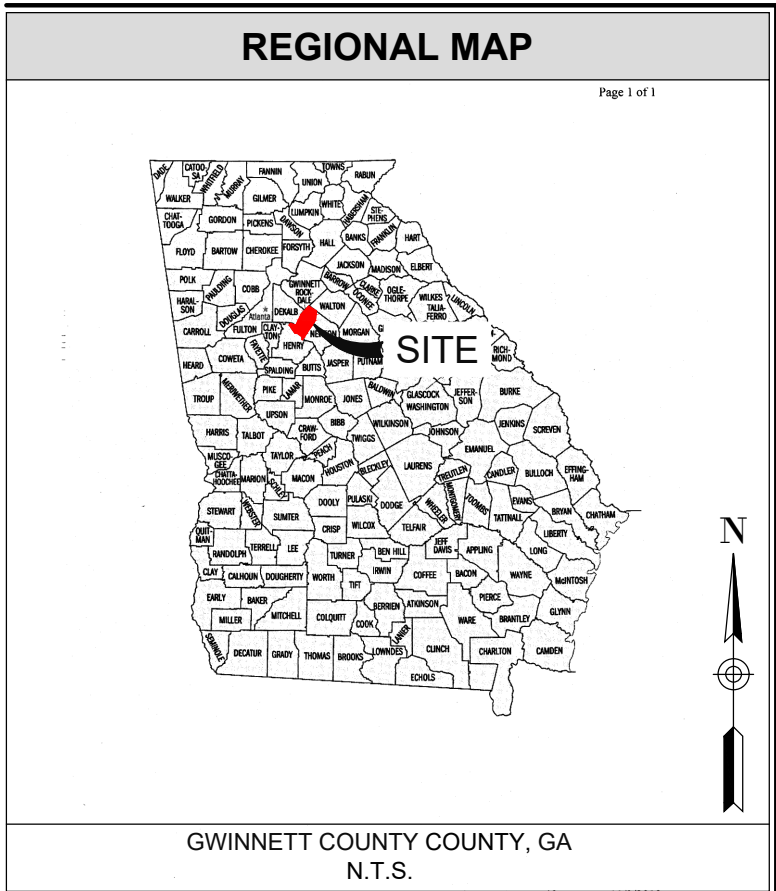 REGIONAL MAP
Page 1 of 1
DADE
CATOO-
SA
WHITFIELD
MURRAY
FANNIN
UNION
TOWNS
RABUN
WALKER
GILMER
LUMPKIN
WHITE
HABERSHAM
STE-
PHENS
CHAT-
TOOGA
GORDON
PICKENS
DAWSON
HALL
BANKS
FRANKLIN
HART
FLOYD
BARTOW
CHEROKEE
FORSYTH
JACKSON
MADISON
ELBERT
POLK
PAULDING
COBB
GWINNETT
BARROW
CLARKE
OCONEE
OGLE-
THORPE
WILKES
LINCOLN
HARAL-
SON
DOUGLAS
Atlanta
DEKALB
ROCK-
DALE
WALTON
TALIA-
FERRO
CARROLL
FULTON
CLAY-
TON
HENRY
MORGAN
SITE
RICH-
MOND
HEARD
COWETA
FAYETTE
SPALDING
BUTTS
JASPER
PUTNAM
TROUP
MERIWETHER
PIKE
LAMAR
MONROE
JONES
BALDWIN
GLASCOCK
WASHINGTON
JEFFER-
SON
BURKE
UPSON
BIBB
WILKINSON
JENKINS
SCREVEN
HARRIS
TALBOT
CRAW-
FORD
TWIGGS
JOHNSON
EMANUEL
MUSCO-
GEE
TAYLOR
PEACH
HOUSTON
BLECKLEY
LAURENS
TREUTLEN
CANDLER
BULLOCH
EFFING-
HAM
CHATTA-
HOOCHEE
MARION
SCHLEY
MACON
DOOLY
PULASKI
DODGE
WHEELER
MONTGOMERY
TOOMBS
EVANS
BRYAN
CHATHAM
STEWART
WEBSTER
SUMTER
CRISP
WILCOX
TELFAIR
TATTNALL
LIBERTY
QUIT-
MAN
RANDOLPH
TERRELL
LEE
TURNER
BEN HILL
JEFF
DAVIS
APPLING
LONG
CLAY
CALHOUN
DOUGHERTY
WORTH
TIFT
IRWIN
COFFEE
BACON
WAYNE
McINTOSH
EARLY
BAKER
MITCHELL
COLQUITT
BERRIEN
ATKINSON
PIERCE
GLYNN
MILLER
COOK
LANIER
WARE
BRANTLEY
SEMINOLE
DECATUR
GRADY
THOMAS
BROOKS
LOWNDES
CLINCH
CHARLTON
CAMDEN
ECHOLS
N
GWINNETT COUNTY COUNTY, GA
N.T.S.